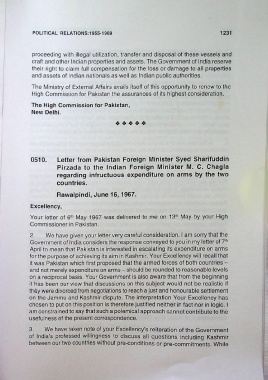 POLITICAL RELATIONS:1955-1969 1231
proceeding with illegal utilization, transfer and disposal of these vessels and
craft and other Indian properties and assets. The Government of India reserve
their right to claim full compensation for the loss or damage to all properties
and assets of Indian nationals as well as Indian public authorities.
The Ministry of External Affairs avails itself of this opportunity to renew to the
High Commission for Pakistan the assurances of its highest consideration.
The High Commission for Pakistan,
New Delhi.
✤ ✤ ✤ ✤ ✤
0510. Letter from Pakistan Foreign Minister Syed Sharifuddin
Pirzada to the Indian Foreign Minister M. C. Chagla
regarding infructuous expenditure on arms by the two
countries.
Rawalpindi, June 16, 1967.
Excellency,
Your letter of 6th May 1967 was delivered to me on 13th May by your High
Commissioner in Pakistan.
2. We have given your letter very careful consideration. I am sorry that the
Government of India considers the response conveyed to you in my letter of 7th
April to mean that Pakistan is interested in escalating its expenditure on arms
for the purpose of achieving its aim in Kashmir. Your Excellency will recall that
it was Pakistan which first proposed that the armed forces of both countries –
and not merely expenditure on arms – should be rounded to reasonable levels
on a reciprocal basis. Your Government is also aware that from the beginning
it has been our view that discussions on this subject would not be realistic if
they were divorced from negotiations to reach a just and honourable settlement
on the Jammu and Kashmir dispute. The interpretation Your Excellency has
chosen to put on this position is therefore justified neither in fact nor in logic. I
am constrained to say that such a polemical approach cannot contribute to the
usefulness of the present correspondence.
3. We have taken note of your Excellency's reiteration of the Government
of India's professed willingness to discuss all questions including Kashmir
between our two countries without pre-conditions or pre-commitments. While